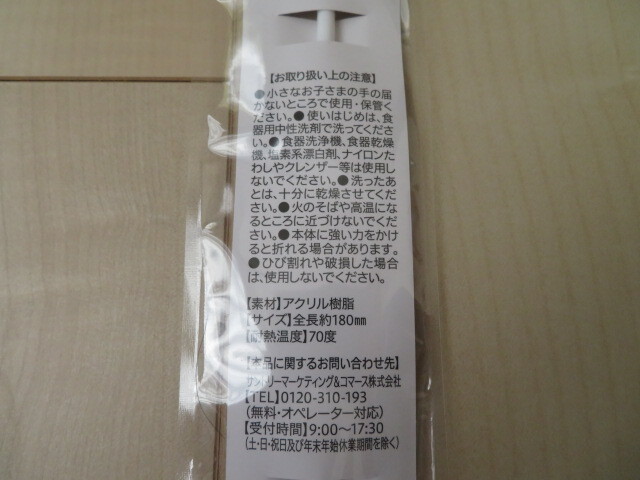 【お取り扱い上の注意】
●小さなお子さまの手の届
かないところで使用・保管く
ださい。●使いはじめは、食
器用中性洗剤で洗ってくださ
い。●食器洗浄機、食器乾燥
機、塩素系漂白剤、ナイロンた
わしやクレンザー等は使用し
ないでください。●洗ったあ
とは、十分に乾燥させてくだ
さい。●火のそばや高温にな
るところに近づけないでくだ
さい。●本体に強い力をかけ
ると折れる場合があります。
●ひび割れや破損した場合
は、使用しないでください。
【素材】アクリル樹脂
【サイズ】全長約180mm
【耐熱温度】70度
【本品に関するお問い合わせ先】
サントリーマーケティング&コマース株式会社
【TEL】0120-310-193
(無料・オペレーター対応)
【受付時間】9:00〜17:30
(土・日・祝日及び年末年始休業期間を除く)